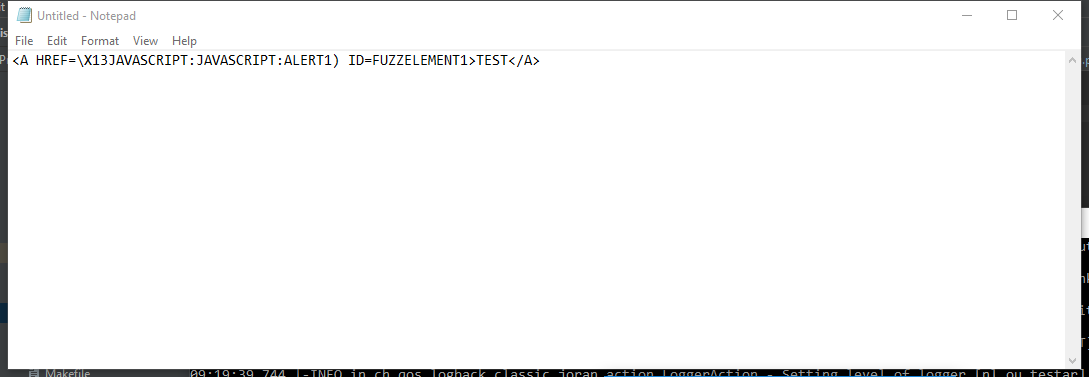 Untitled - Notepad
File Edit Format View Help
<A HREF=\X13JAVASCRIPT:JAVASCRIPT:ALERT1) ID=FUZZELEMENT1>TEST</A>
Makefile
09:19:39,744 |-INFO in ch.qos.logback.classic.joran.action.LoggerAction - Setting level of logger [nl.ou.testar